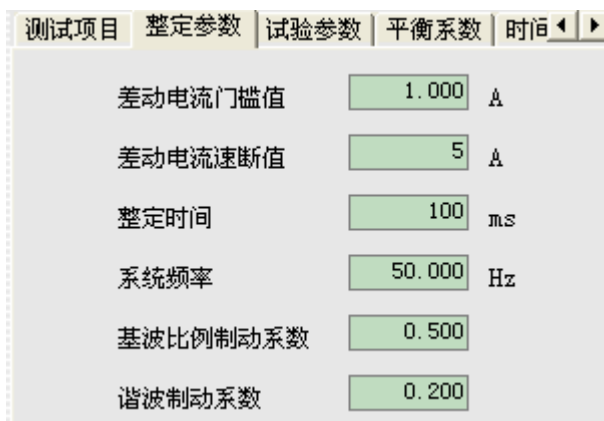 测试项目 整定参数 试验参数 平衡系数 时间
差动电流门槛值 1.000 A
差动电流速断值 5 A
整定时间 100 ms
系统频率 50.000 Hz
基波比例制动系数 0.500
谐波制动系数 0.200